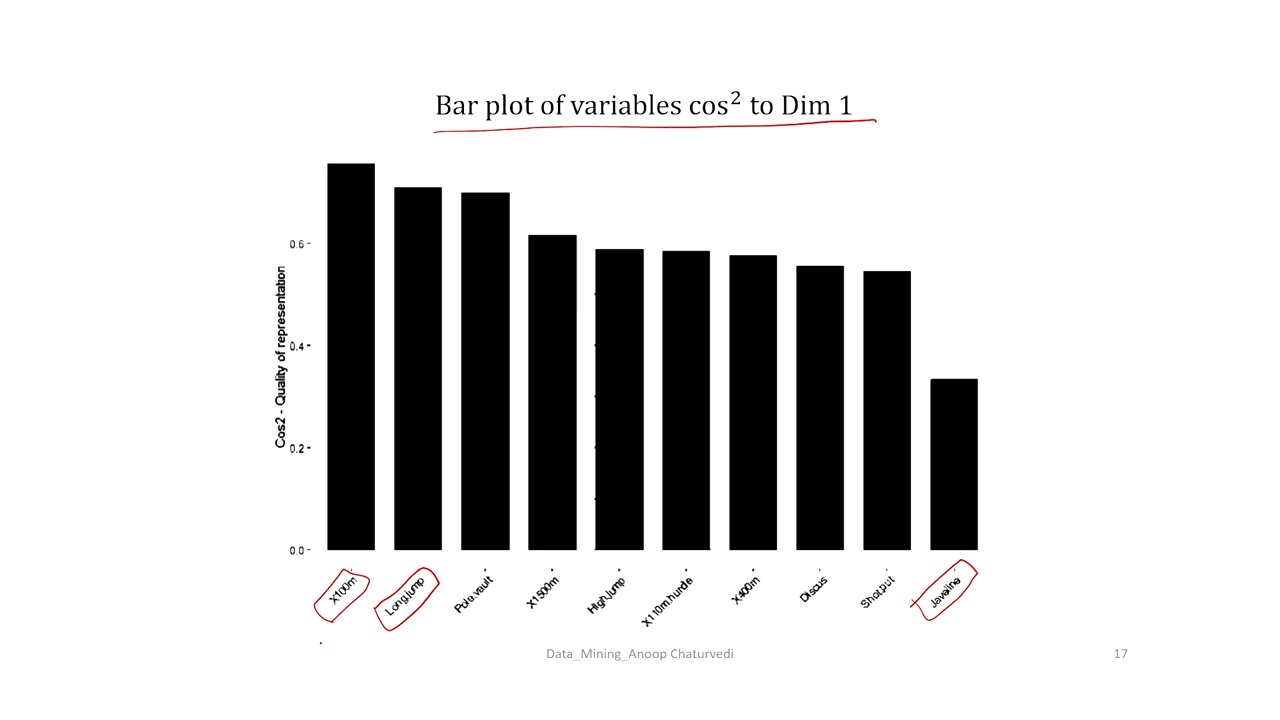 Bar plot of variables cos² to Dim 1
Cos2 - Quality of representation
0.6
0.4
0.2
0.0
X100m
Long.jump
Pole.vault
X1500m
High.jump
X110m.hurdle
X400m
Discus
Shot.put
Javeline
Data_Mining_Anoop Chaturvedi
17